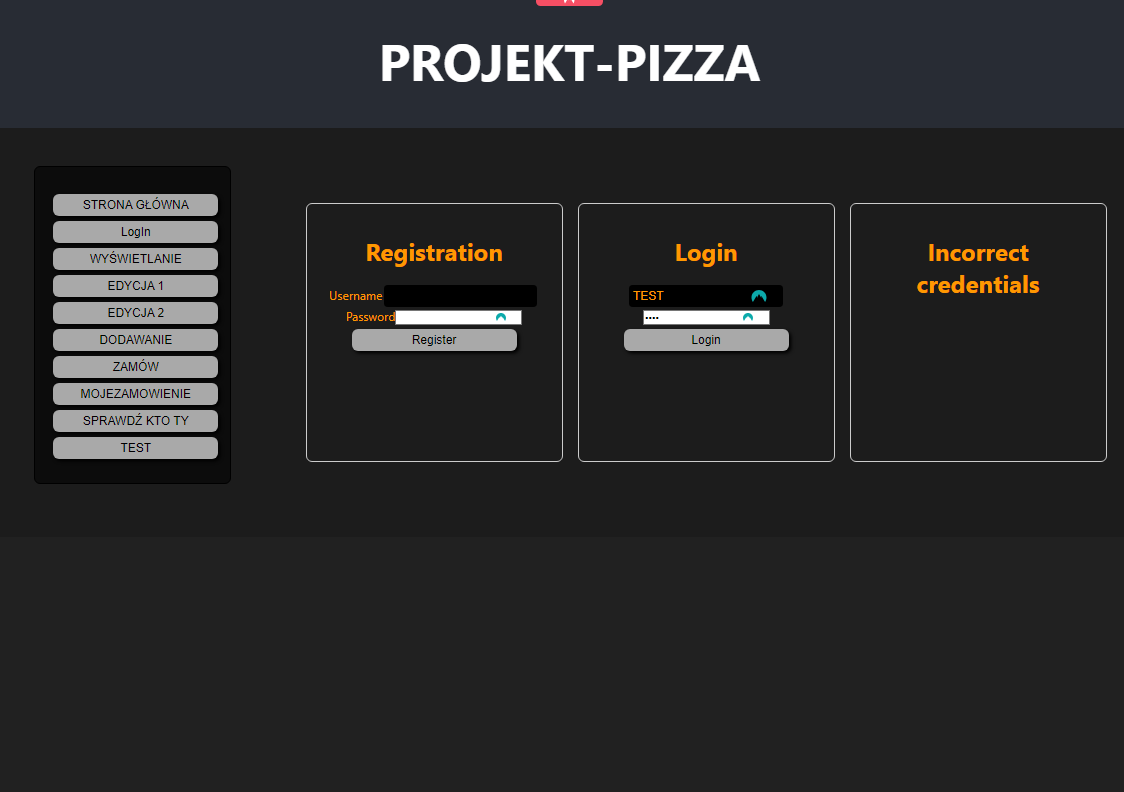 PROJEKT-PIZZA
STRONA GŁÓWNA
LogIn
WYŚWIETLANIE
EDYCJA 1
EDYCJA 2
DODAWANIE
ZAMÓW
MOJEZAMOWIENIE
SPRAWDŹ KTO TY
TEST
Registration
Username
Password
Register
Login
TEST
Login
Incorrect
credentials